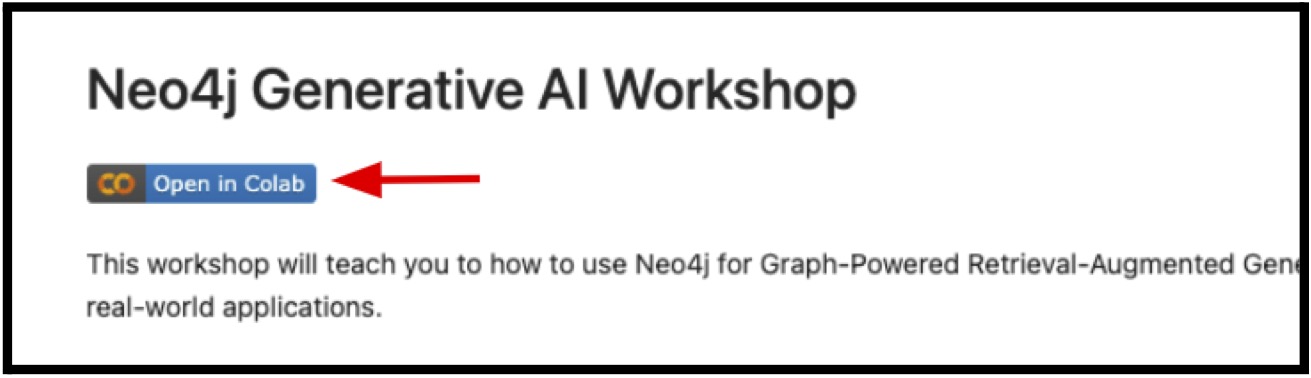 Neo4j Generative AI Workshop
CO Open in Colab
This workshop will teach you to how to use Neo4j for Graph-Powered Retrieval-Augmented Gene
real-world applications.